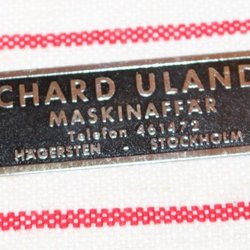 CHARD ULAND
MASKINAFFÄR
Telefon 461472
HÄGERSTEN - STOCKHOLM